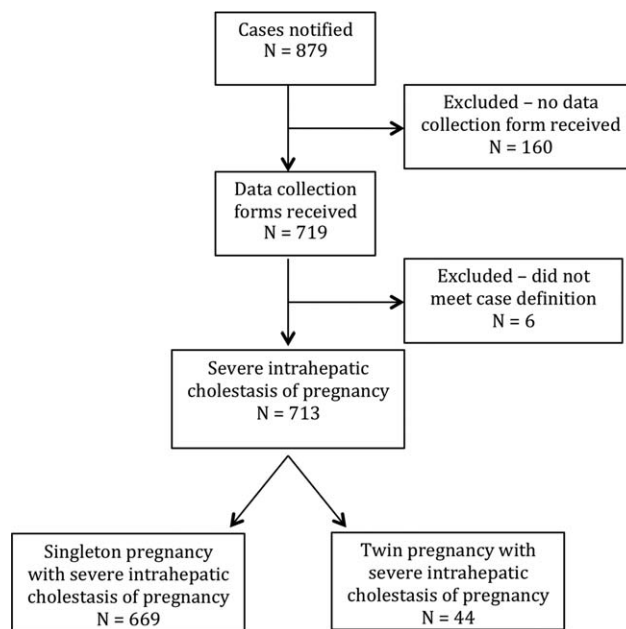 Cases notified
N = 879
Excluded – no data
collection form received
N = 160
Data collection
forms received
N = 719
Excluded – did not
meet case definition
N = 6
Severe intrahepatic
cholestasis of pregnancy
N = 713
Singleton pregnancy
with severe intrahepatic
cholestasis of pregnancy
N = 669
Twin pregnancy with
severe intrahepatic
cholestasis of pregnancy
N = 44